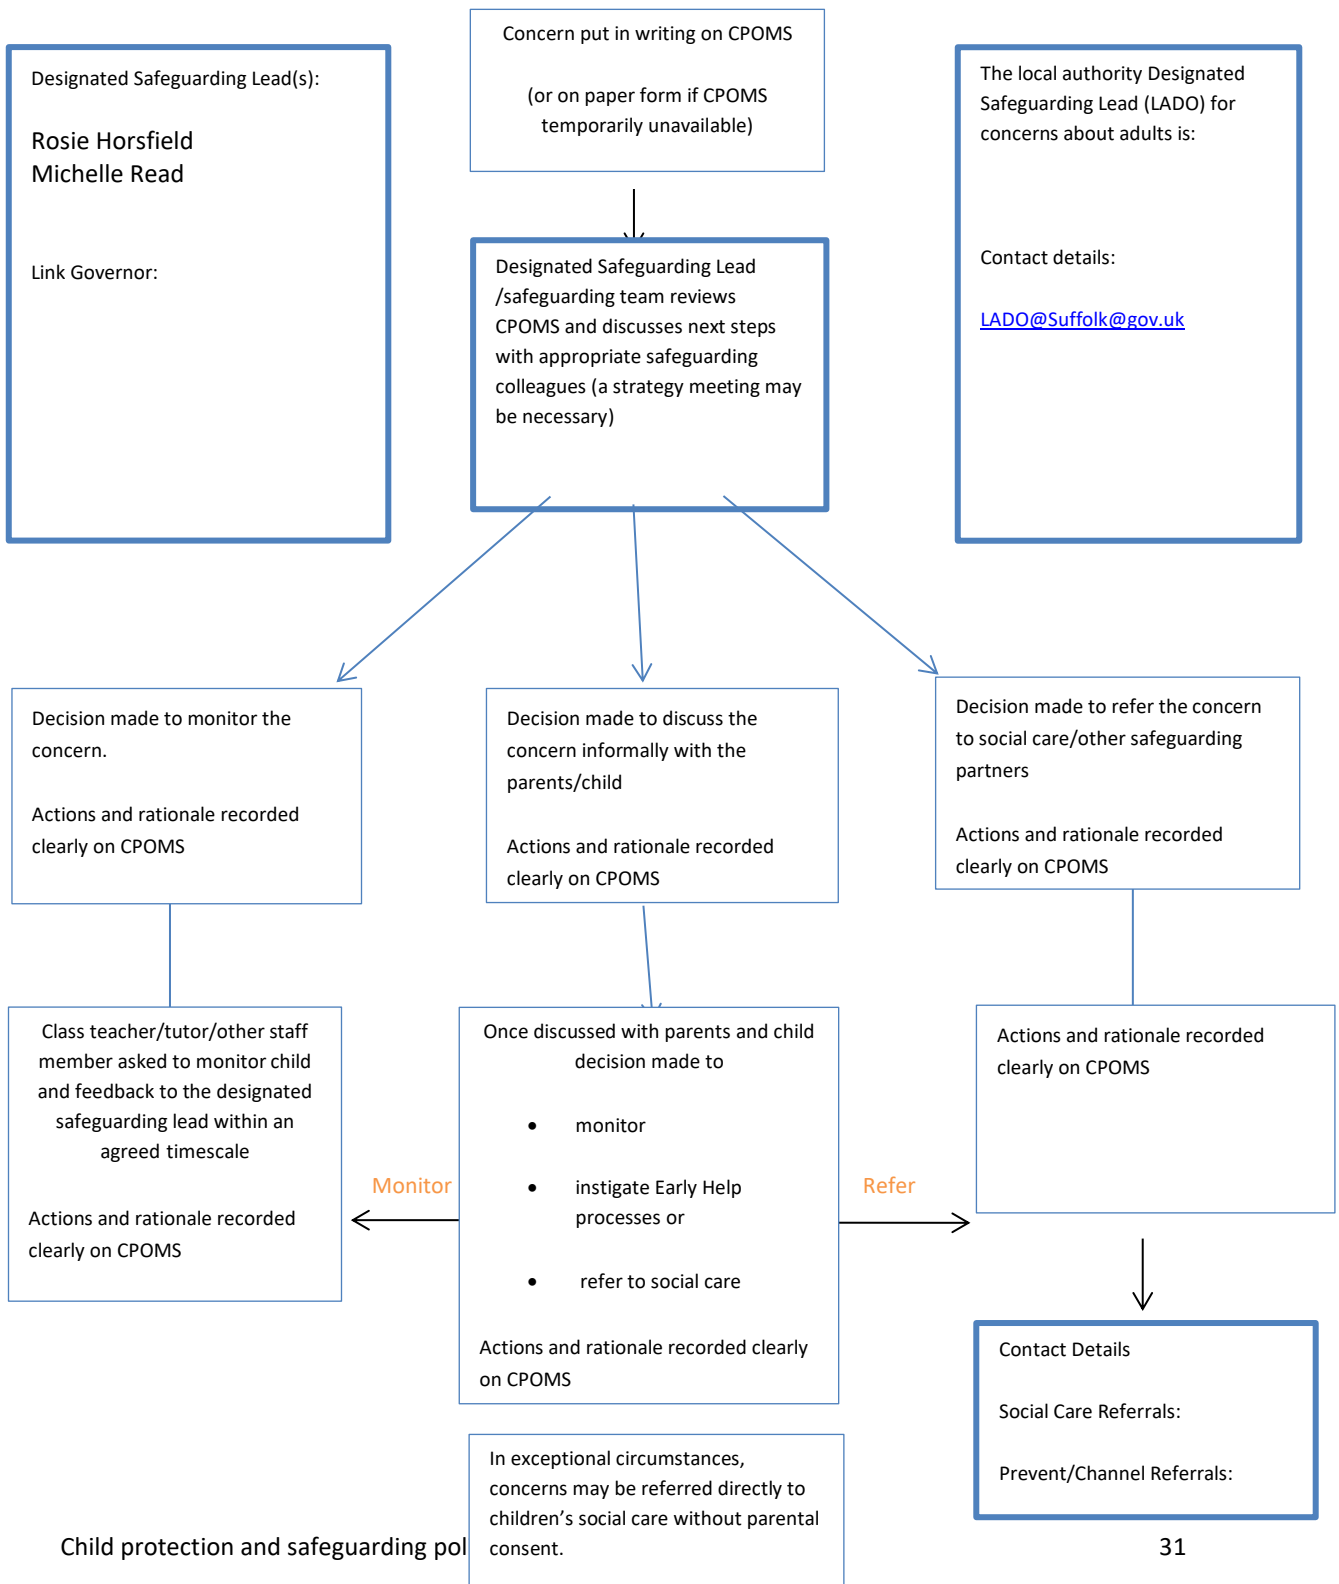 Concern put in writing on CPOMS
(or on paper form if CPOMS
temporarily unavailable)
Designated Safeguarding Lead(s):
Rosie Horsfield
Michelle Read
Link Governor:
The local authority Designated
Safeguarding Lead (LADO) for
concerns about adults is:
Contact details:
LADO@Suffolk@gov.uk
Designated Safeguarding Lead
/safeguarding team reviews
CPOMS and discusses next steps
with appropriate safeguarding
colleagues (a strategy meeting may
be necessary)
Decision made to monitor the
concern.
Actions and rationale recorded
clearly on CPOMS
Decision made to discuss the
concern informally with the
parents/child
Actions and rationale recorded
clearly on CPOMS
Decision made to refer the concern
to social care/other safeguarding
partners
Actions and rationale recorded
clearly on CPOMS
Class teacher/tutor/other staff
member asked to monitor child
and feedback to the designated
safeguarding lead within an
agreed timescale
Actions and rationale recorded
clearly on CPOMS
Monitor
Once discussed with parents and child
decision made to
• monitor
• instigate Early Help
processes or
• refer to social care
Actions and rationale recorded clearly
on CPOMS
Refer
Actions and rationale recorded
clearly on CPOMS
Contact Details
Social Care Referrals:
Prevent/Channel Referrals:
In exceptional circumstances,
concerns may be referred directly to
children’s social care without parental
consent.
Child protection and safeguarding pol
31